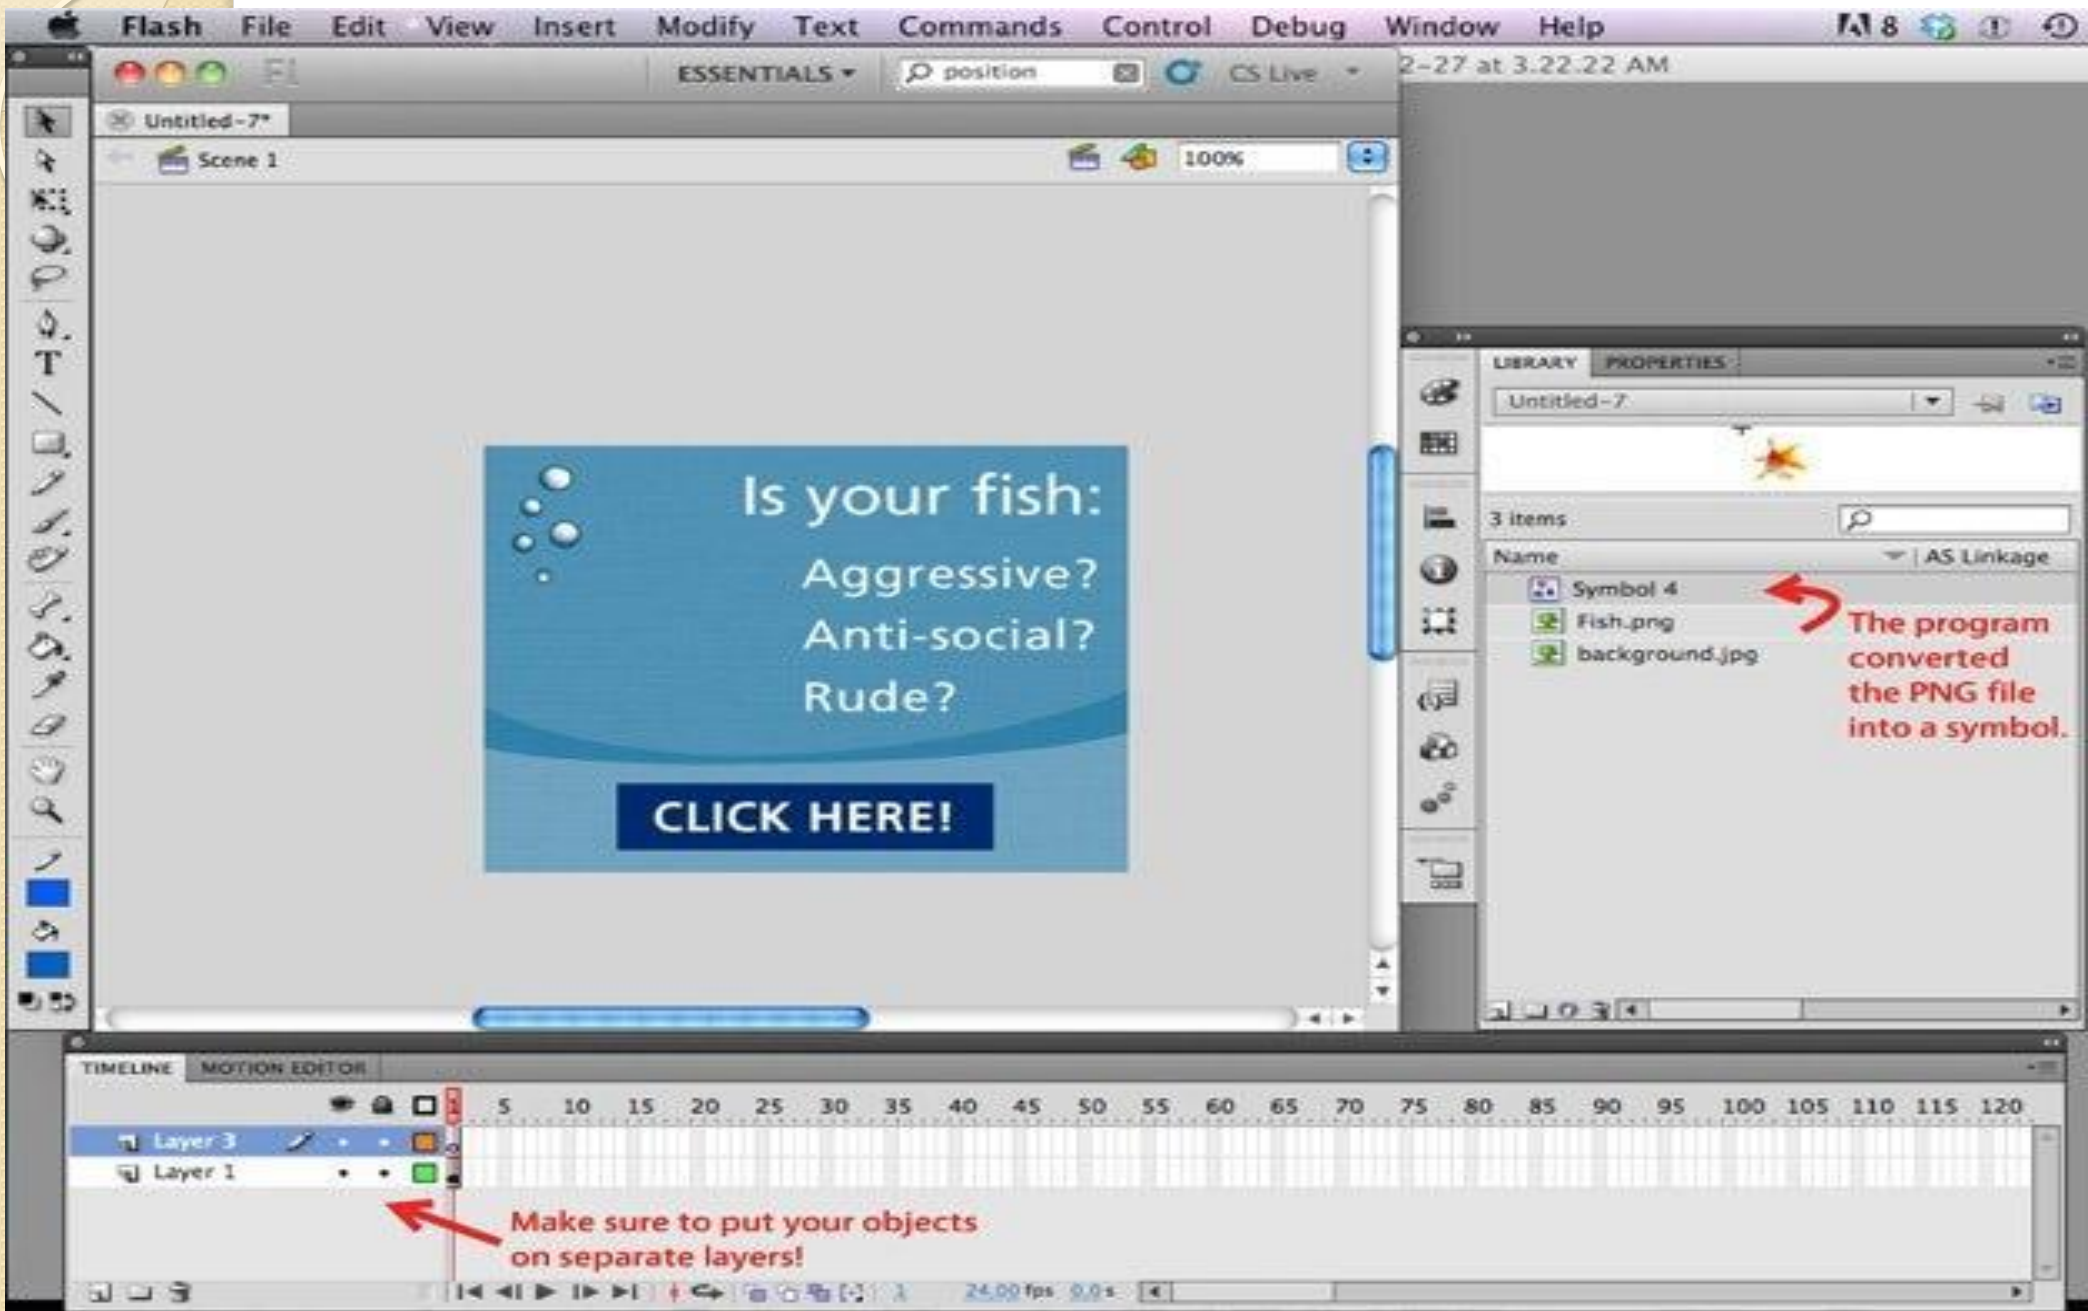 Flash File Edit View Insert Modify Text Commands Control Debug Window Help 8
ESSENTIALS position CS Live
2-27 at 3.22.22 AM
Untitled-7*
Scene 1 100%
Is your fish:
Aggressive?
Anti-social?
Rude?
CLICK HERE!
LIBRARY PROPERTIES
Untitled-7
3 items
Name AS Linkage
Symbol 4
Fish.png
background.jpg
The program
converted
the PNG file
into a symbol.
TIMELINE MOTION EDITOR
1 5 10 15 20 25 30 35 40 45 50 55 60 65 70 75 80 85 90 95 100 105 110 115 120
Layer 3
Layer 1
Make sure to put your objects
on separate layers!
1 24.00 fps 0.0 s